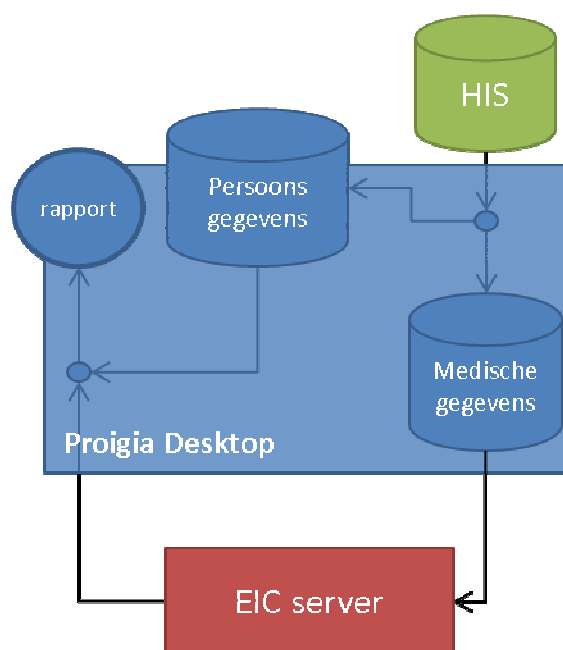 HIS
Persoons
gegevens
rapport
Medische
gegevens
Proigia Desktop
EIC server